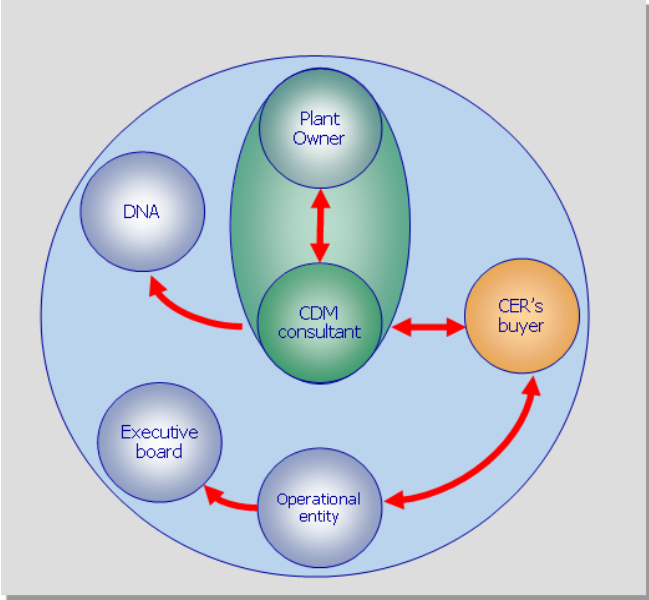 Plant
Owner
DNA
CDM
consultant
CER's
buyer
Executive
board
Operational
entity